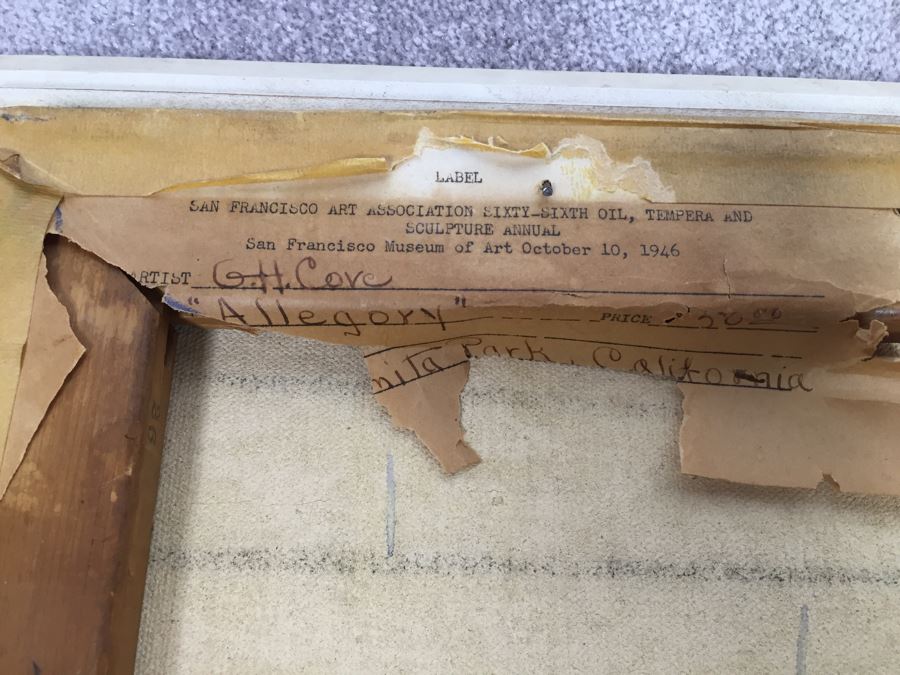 LABEL
SAN FRANCISCO ART ASSOCIATION SIXTY-SIXTH OIL, TEMPERA AND
SCULPTURE ANNUAL
San Francisco Museum of Art October 10, 1946
ARTIST G.H. Cove
"Allegory" PRICE
nita Park, California